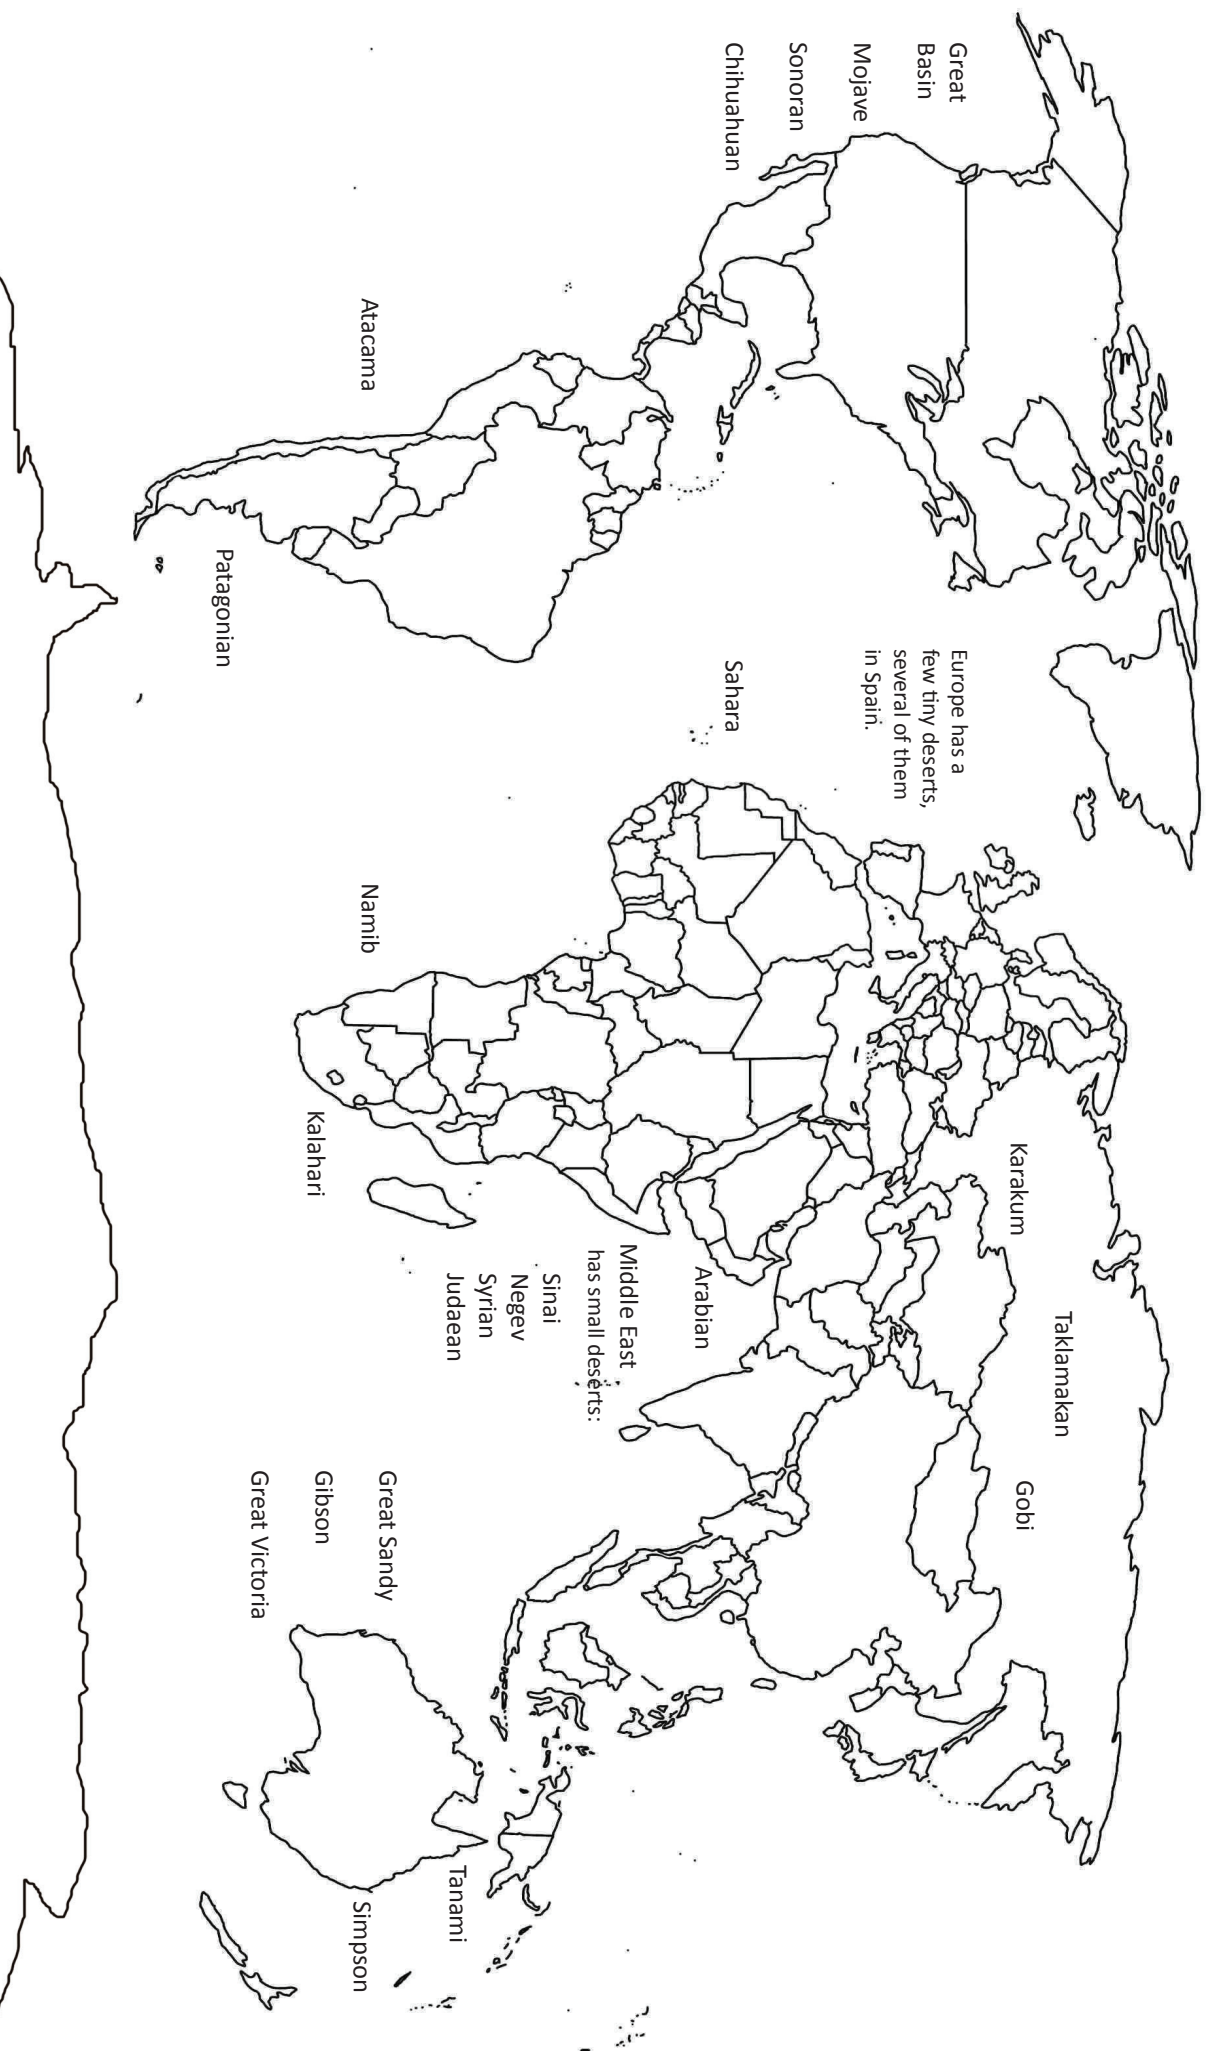 Great
Basin
Mojave
Sonoran
Chihuahuan
Atacama
Patagonian
Europe has a
few tiny deserts,
several of them
in Spain.
Sahara
Namib
Kalahari
Karakum
Taklamakan
Gobi
Arabian
Middle East
has small deserts:
Sinai
Negev
Syrian
Judaean
Great Sandy
Gibson
Great Victoria
Tanami
Simpson